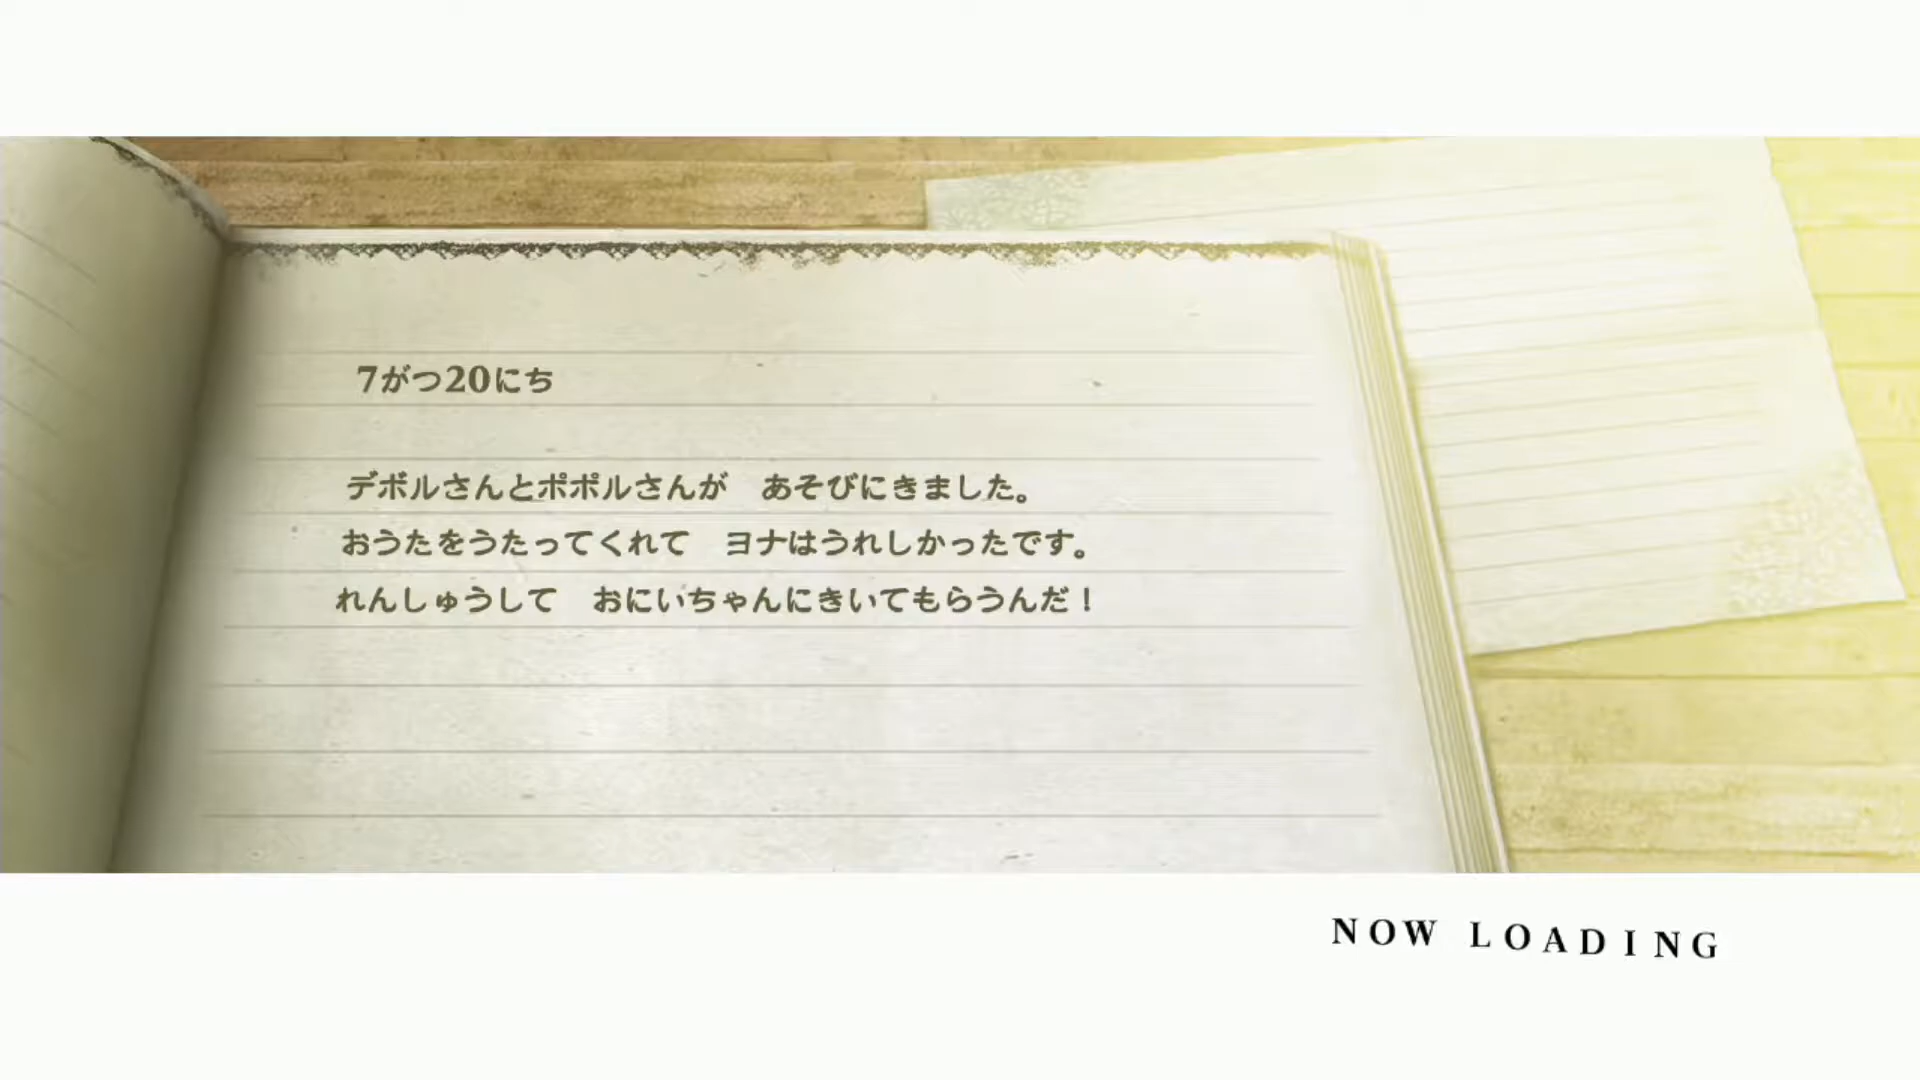 7がつ20にち
デボルさんとポポルさんが　あそびにきました。
おうたをうたってくれて　ヨナはうれしかったです。
れんしゅうして　おにいちゃんにきいてもらうんだ！
NOW LOADING